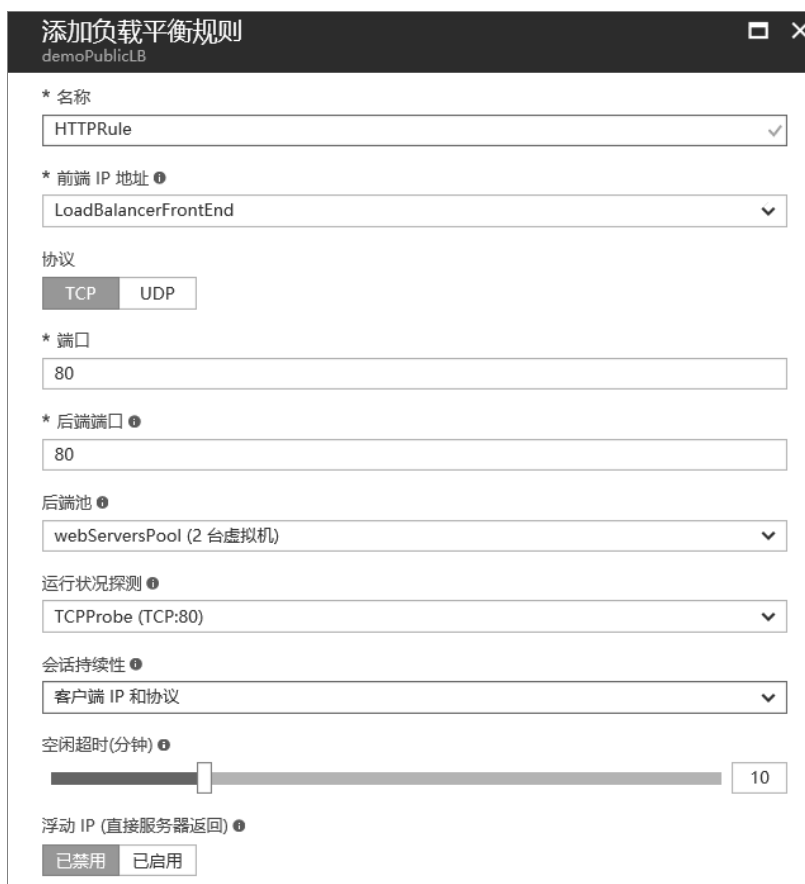 添加负载平衡规则
demoPublicLB
* 名称
HTTPRule
* 前端 IP 地址
LoadBalancerFrontEnd
协议
TCP UDP
* 端口
80
* 后端端口
80
后端池
webServersPool (2 台虚拟机)
运行状况探测
TCPProbe (TCP:80)
会话持续性
客户端 IP 和协议
空闲超时(分钟)
10
浮动 IP (直接服务器返回)
已禁用 已启用